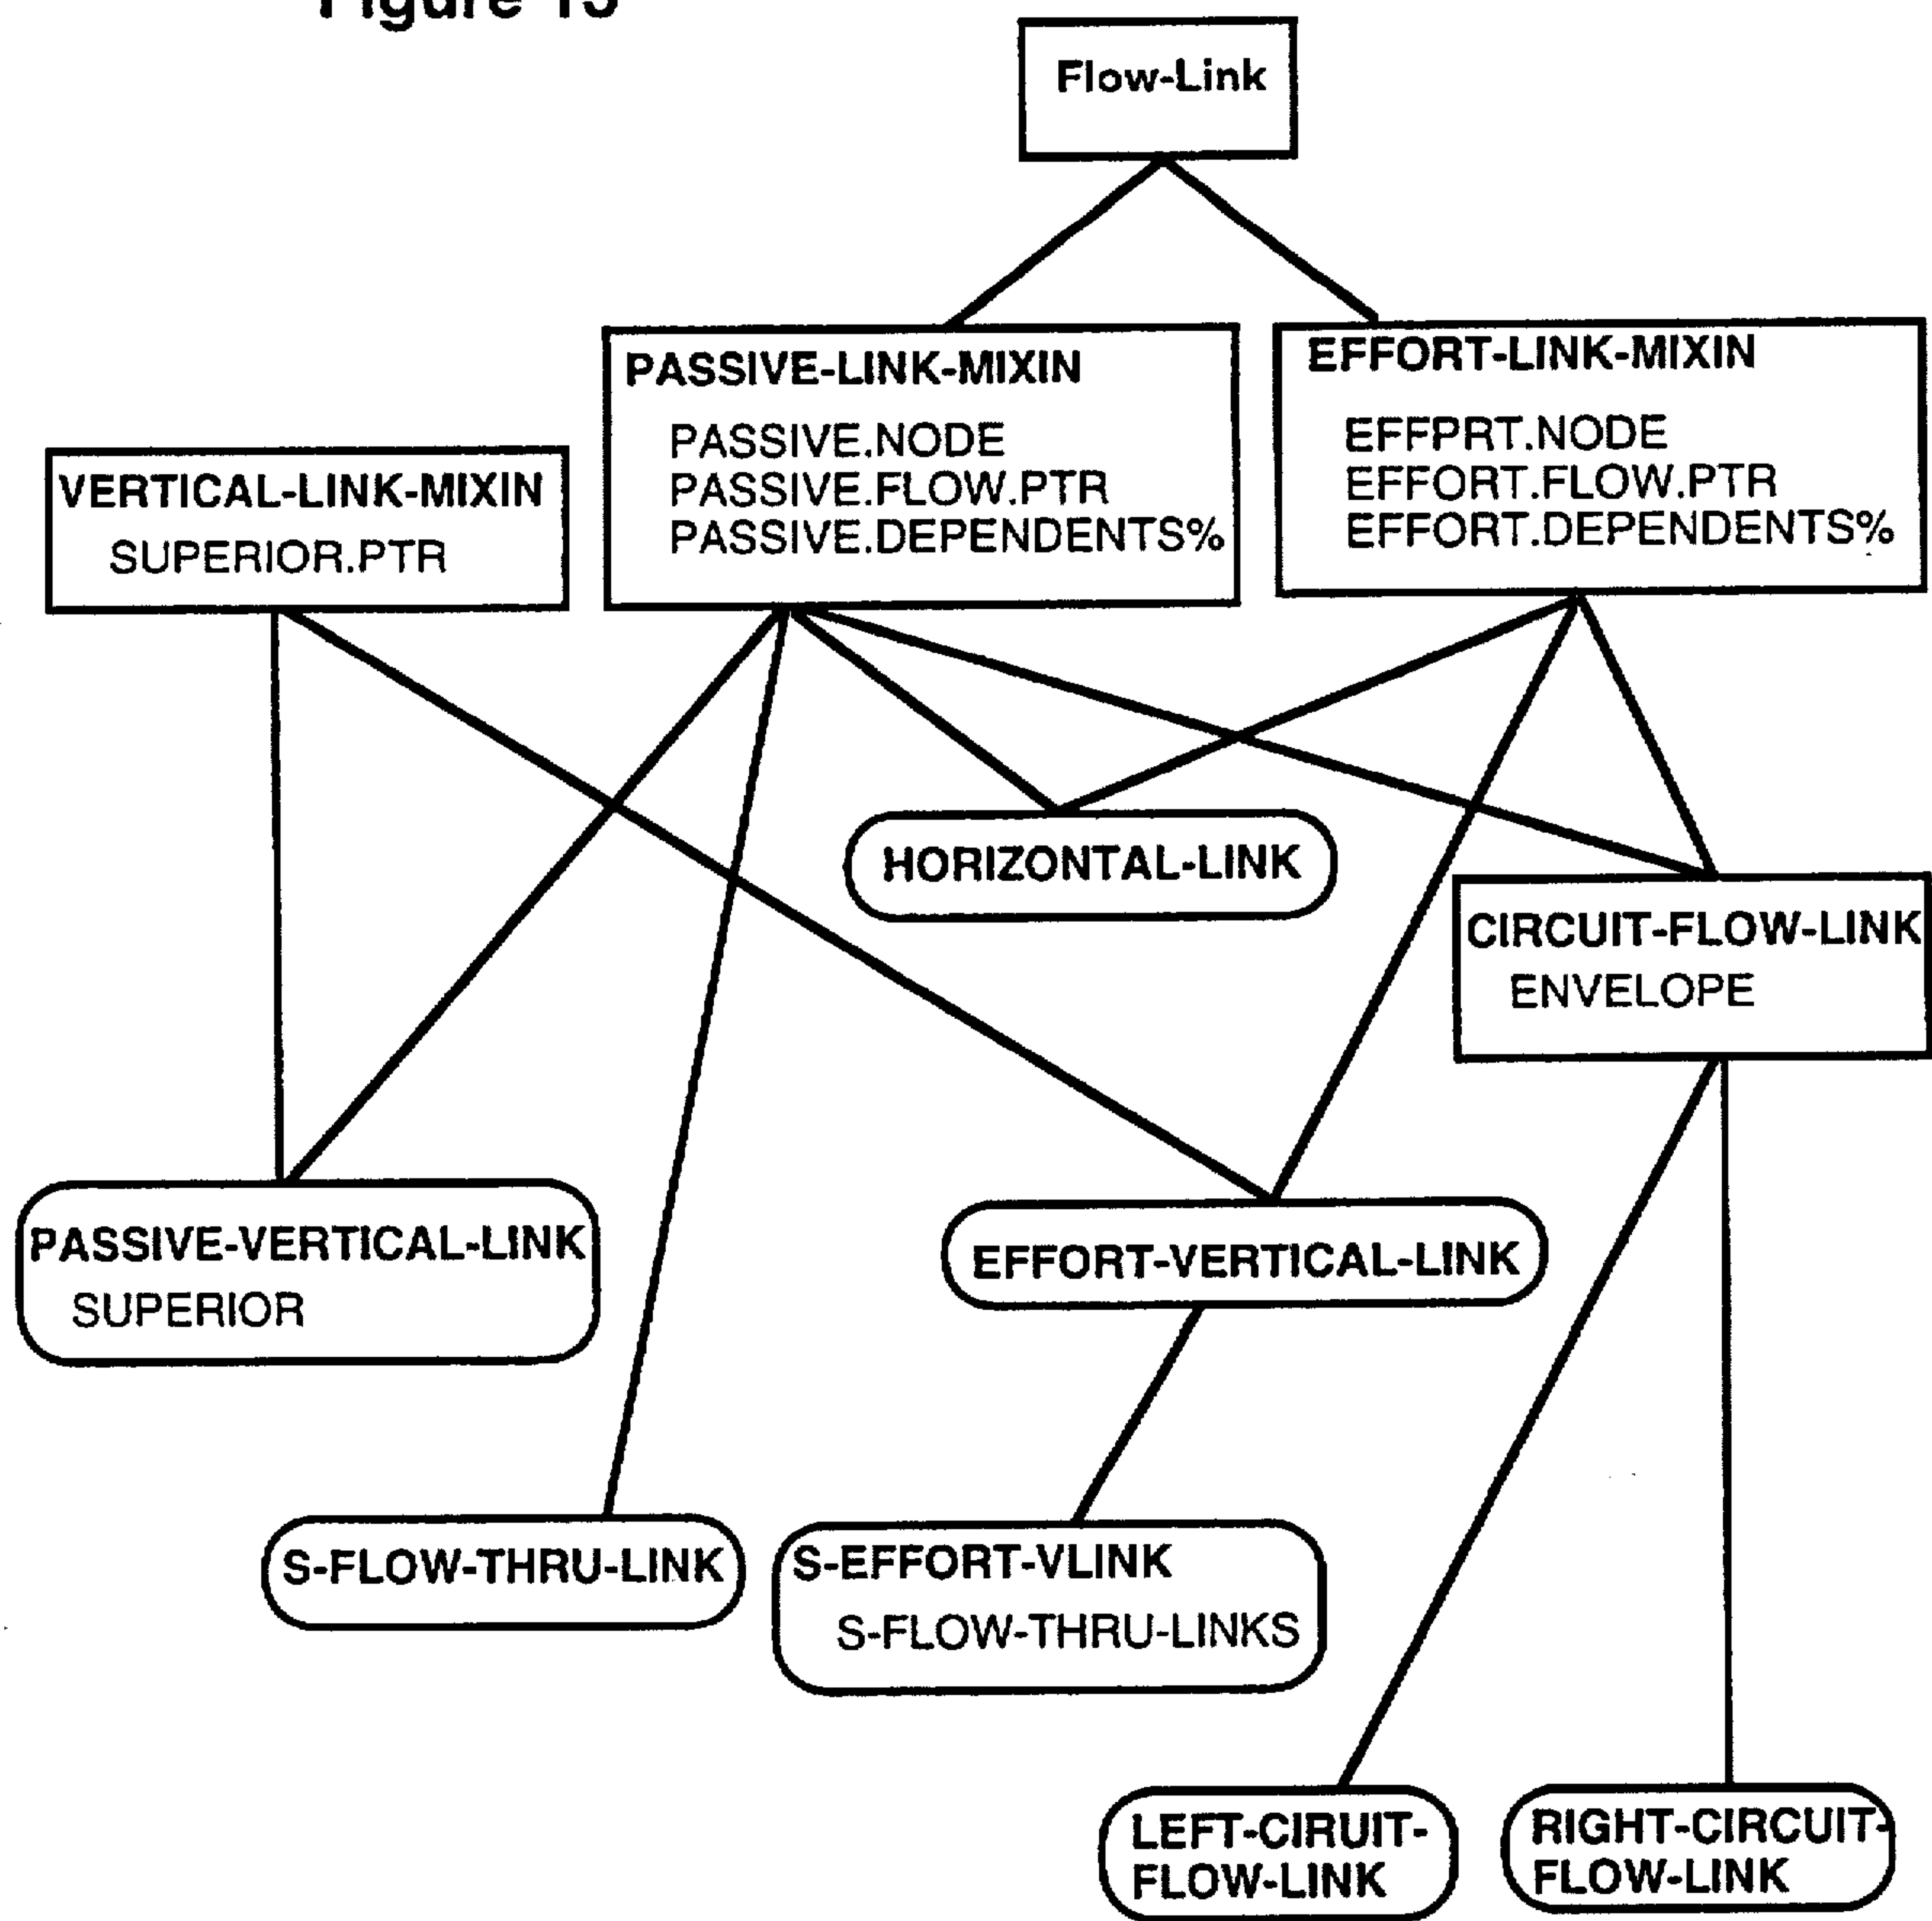 Figure 13
Flow-Link
PASSIVE-LINK-MIXIN
PASSIVE.NODE
PASSIVE.FLOW.PTR
PASSIVE.DEPENDENTS%
EFFORT-LINK-MIXIN
EFFPRT.NODE
EFFORT.FLOW.PTR
EFFORT.DEPENDENTS%
VERTICAL-LINK-MIXIN
SUPERIOR.PTR
HORIZONTAL-LINK
CIRCUIT-FLOW-LINK
ENVELOPE
PASSIVE-VERTICAL-LINK
SUPERIOR
EFFORT-VERTICAL-LINK
S-FLOW-THRU-LINK
S-EFFORT-VLINK
S-FLOW-THRU-LINKS
LEFT-CIRUIT-
FLOW-LINK
RIGHT-CIRCUIT-
FLOW-LINK